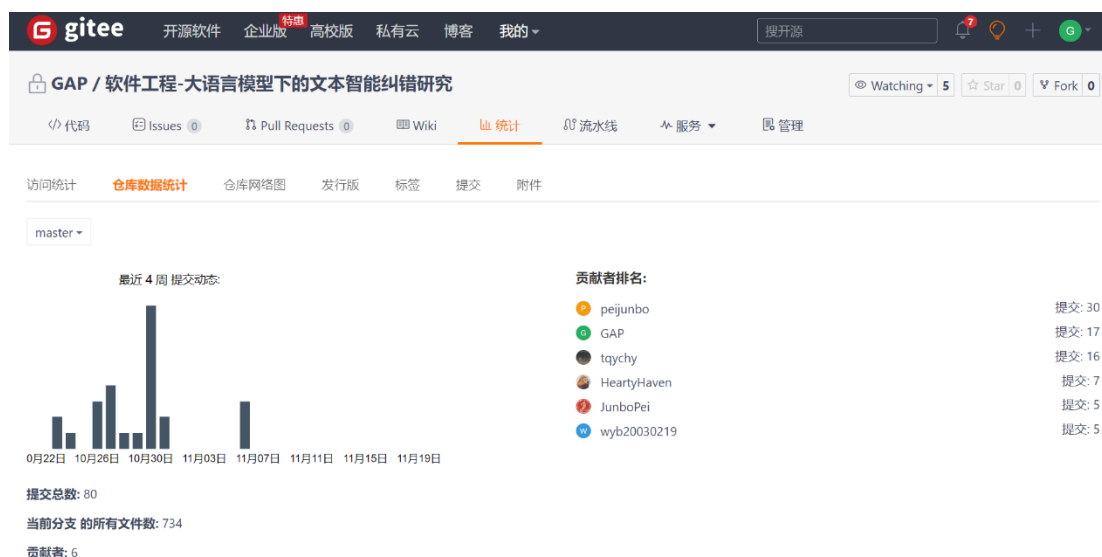 gitee 开源软件 企业版 特惠 高校版 私有云 博客 我的 搜开源 7 G
GAP / 软件工程-大语言模型下的文本智能纠错研究 Watching 5 Star 0 Fork 0
代码 Issues 0 Pull Requests 0 Wiki 统计 流水线 服务 管理
访问统计 仓库数据统计 仓库网络图 发行版 标签 提交 附件
master
最近 4 周 提交动态:
0月22日 10月26日 10月30日 11月03日 11月07日 11月11日 11月15日 11月19日
提交总数: 80
当前分支 的所有文件数: 734
贡献者: 6
贡献者排名:
P peijunbo 提交: 30
G GAP 提交: 17
tqychy 提交: 16
HeartyHaven 提交: 7
JunboPei 提交: 5
W wyb20030219 提交: 5